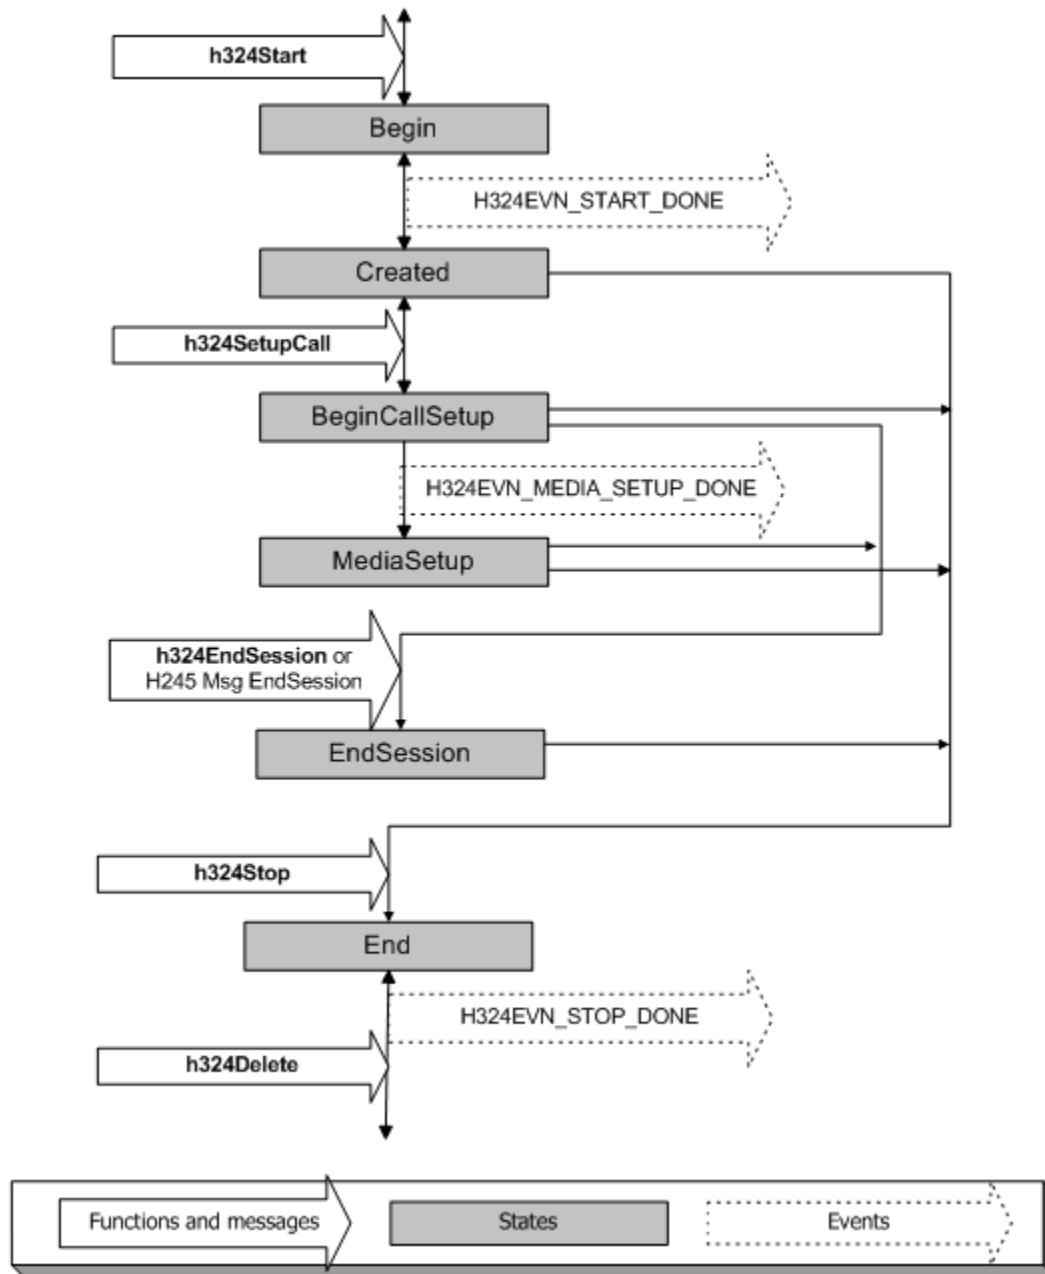 h324Start
Begin
H324EVN_START_DONE
Created
h324SetupCall
BeginCallSetup
H324EVN_MEDIA_SETUP_DONE
MediaSetup
h324EndSession or
H245 Msg EndSession
EndSession
h324Stop
End
H324EVN_STOP_DONE
h324Delete
Functions and messages
States
Events